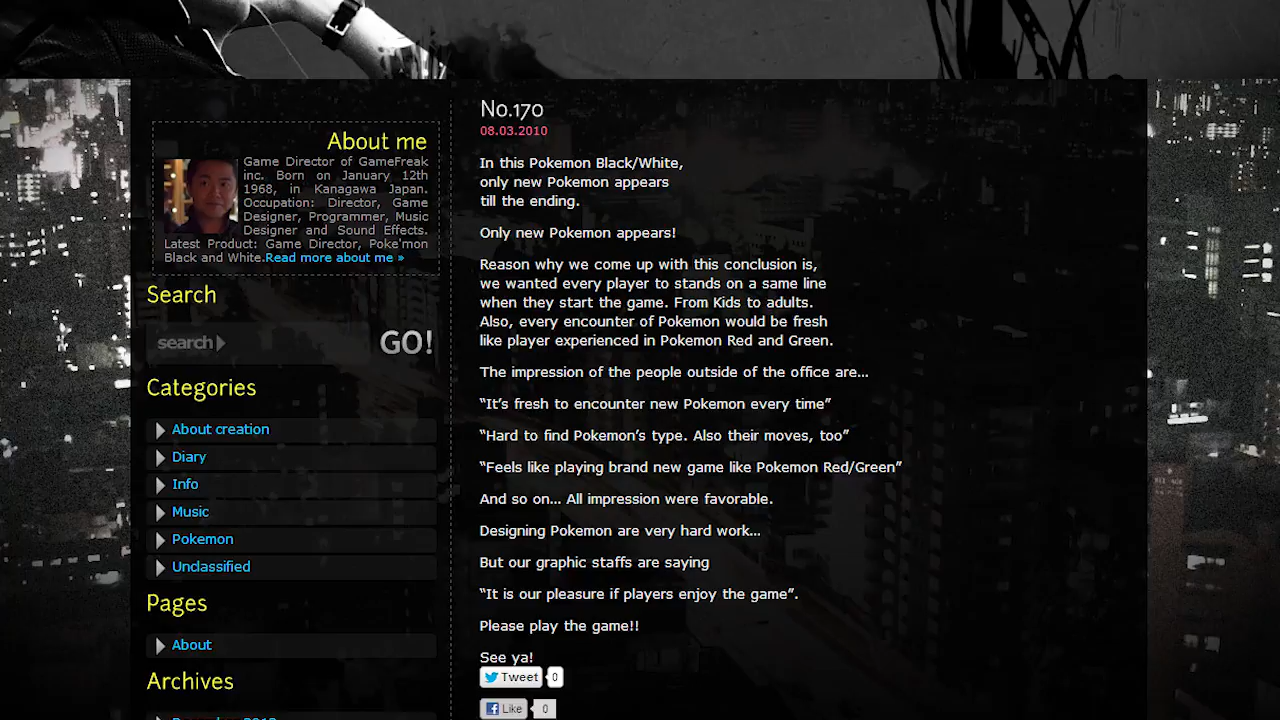 About me
Game Director of GameFreak
inc. Born on January 12th
1968, in Kanagawa Japan.
Occupation: Director, Game
Designer, Programmer, Music
Designer and Sound Effects.
Latest Product: Game Director, Poke'mon
Black and White.Read more about me »
Search
search
GO!
Categories
About creation
Diary
Info
Music
Pokemon
Unclassified
Pages
About
Archives
No.170
08.03.2010
In this Pokemon Black/White,
only new Pokemon appears
till the ending.
Only new Pokemon appears!
Reason why we come up with this conclusion is,
we wanted every player to stands on a same line
when they start the game. From Kids to adults.
Also, every encounter of Pokemon would be fresh
like player experienced in Pokemon Red and Green.
The impression of the people outside of the office are...
“It’s fresh to encounter new Pokemon every time”
“Hard to find Pokemon’s type. Also their moves, too”
“Feels like playing brand new game like Pokemon Red/Green”
And so on... All impression were favorable.
Designing Pokemon are very hard work...
But our graphic staffs are saying
“It is our pleasure if players enjoy the game”.
Please play the game!!
See ya!
Tweet 0
Like 0